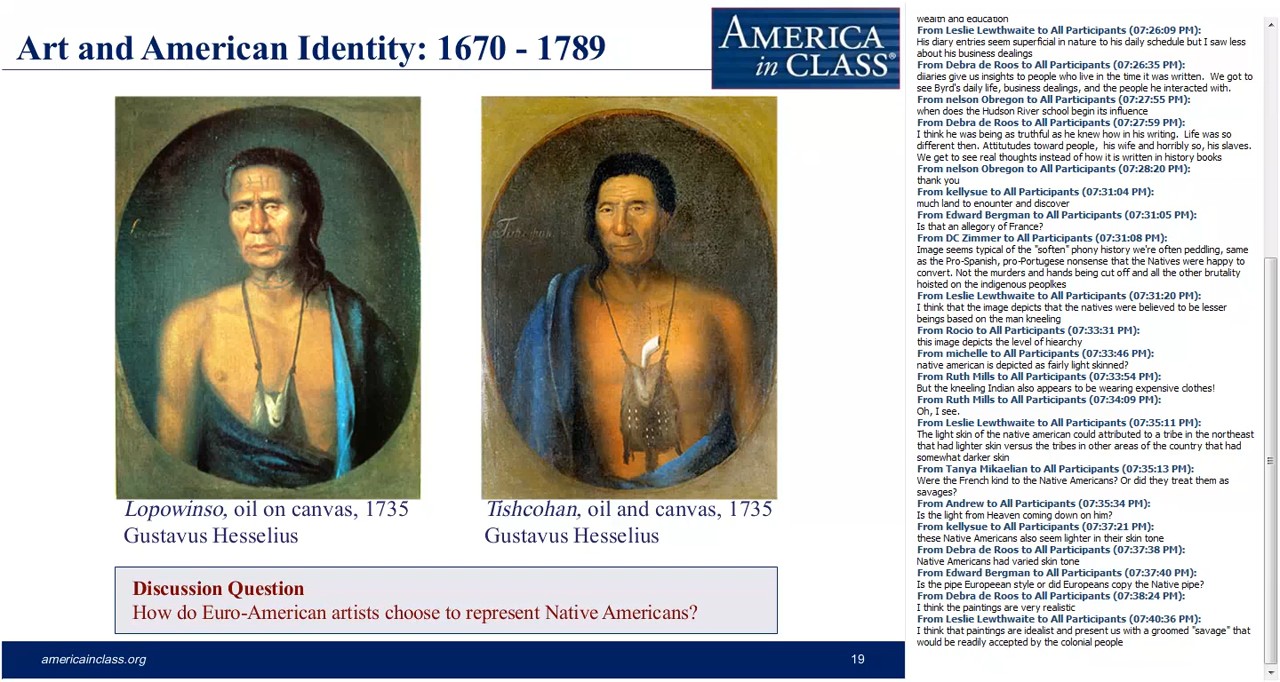 Art and American Identity: 1670 - 1789
AMERICA
in CLASS®
Tishcohan
Lopowinso, oil on canvas, 1735
Gustavus Hesselius
Tishcohan, oil and canvas, 1735
Gustavus Hesselius
Discussion Question
How do Euro-American artists choose to represent Native Americans?
americainclass.org
19
wealth and education
From Leslie Lewthwaite to All Participants (07:26:09 PM):
His diary entries seem superficial in nature to his daily schedule but I saw less
about his business dealings
From Debra de Roos to All Participants (07:26:35 PM):
diaries give us insights to people who live in the time it was written. We got to
see Byrd's daily life, business dealings, and the people he interacted with.
From nelson Obregon to All Participants (07:27:55 PM):
when does the Hudson River school begin its influence
From Debra de Roos to All Participants (07:27:59 PM):
I think he was being as truthful as he knew how in his writing. Life was so
different then. Attitutudes toward people, his wife and horribly so, his slaves.
We get to see real thoughts instead of how it is written in history books
From nelson Obregon to All Participants (07:28:20 PM):
thank you
From kellysue to All Participants (07:31:04 PM):
much land to enounter and discover
From Edward Bergman to All Participants (07:31:05 PM):
Is that an allegory of France?
From DC Zimmer to All Participants (07:31:08 PM):
Image seems typical of the "soften" phony history we're often peddling, same
as the Pro-Spanish, pro-Portugese nonsense that the Natives were happy to
convert. Not the murders and hands being cut off and all the other brutality
hoisted on the indigenous peoplkes
From Leslie Lewthwaite to All Participants (07:31:20 PM):
I think that the image depicts that the natives were believed to be lesser
beings based on the man kneeling
From Rocio to All Participants (07:33:31 PM):
this image depicts the level of hiearchy
From michelle to All Participants (07:33:46 PM):
native american is depicted as fairly light skinned?
From Ruth Mills to All Participants (07:33:54 PM):
But the kneeling Indian also appears to be wearing expensive clothes!
From Ruth Mills to All Participants (07:34:09 PM):
Oh, I see.
From Leslie Lewthwaite to All Participants (07:35:11 PM):
The light skin of the native american could attributed to a tribe in the northeast
that had lighter skin versus the tribes in other areas of the country that had
somewhat darker skin
From Tanya Mikaelian to All Participants (07:35:13 PM):
Were the French kind to the Native Americans? Or did they treat them as
savages?
From Andrew to All Participants (07:35:34 PM):
Is the light from Heaven coming down on him?
From kellysue to All Participants (07:37:21 PM):
these Native Americans also seem lighter in their skin tone
From Debra de Roos to All Participants (07:37:38 PM):
Native Americans had varied skin tone
From Edward Bergman to All Participants (07:37:40 PM):
Is the pipe Europeean style or did Europeans copy the Native pipe?
From Debra de Roos to All Participants (07:38:24 PM):
I think the paintings are very realistic
From Leslie Lewthwaite to All Participants (07:40:36 PM):
I think that paintings are idealist and present us with a groomed "savage" that
would be readily accepted by the colonial people